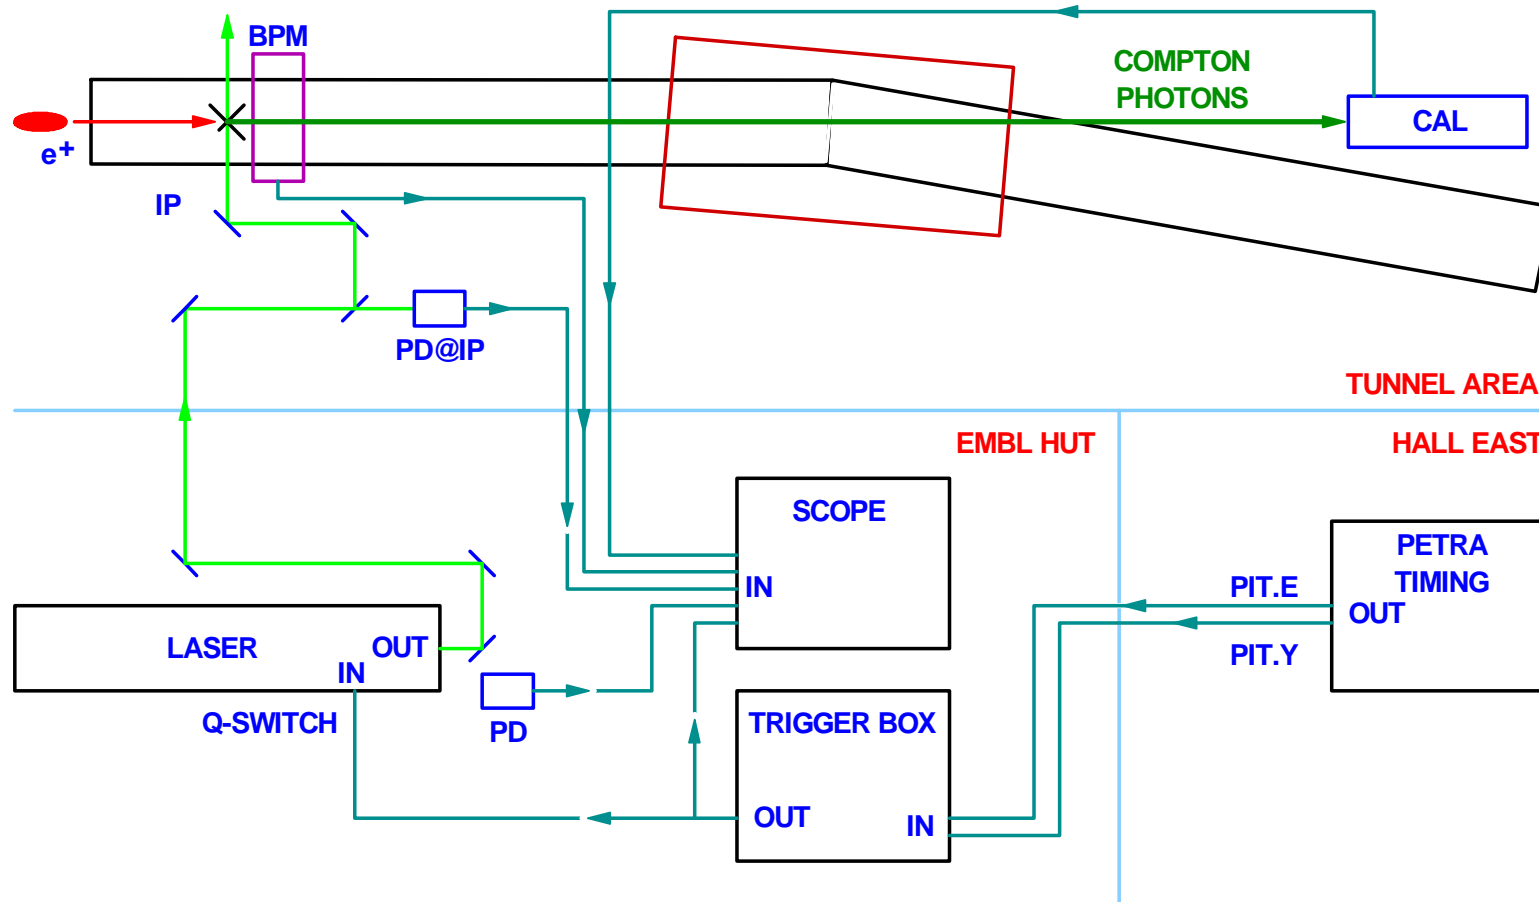 BPM
COMPTON
PHOTONS
CAL
e+
IP
PD@IP
TUNNEL AREA
EMBL HUT
HALL EAST
SCOPE
IN
PETRA
TIMING
OUT
PIT.E
PIT.Y
LASER
OUT
IN
Q-SWITCH
PD
TRIGGER BOX
OUT
IN